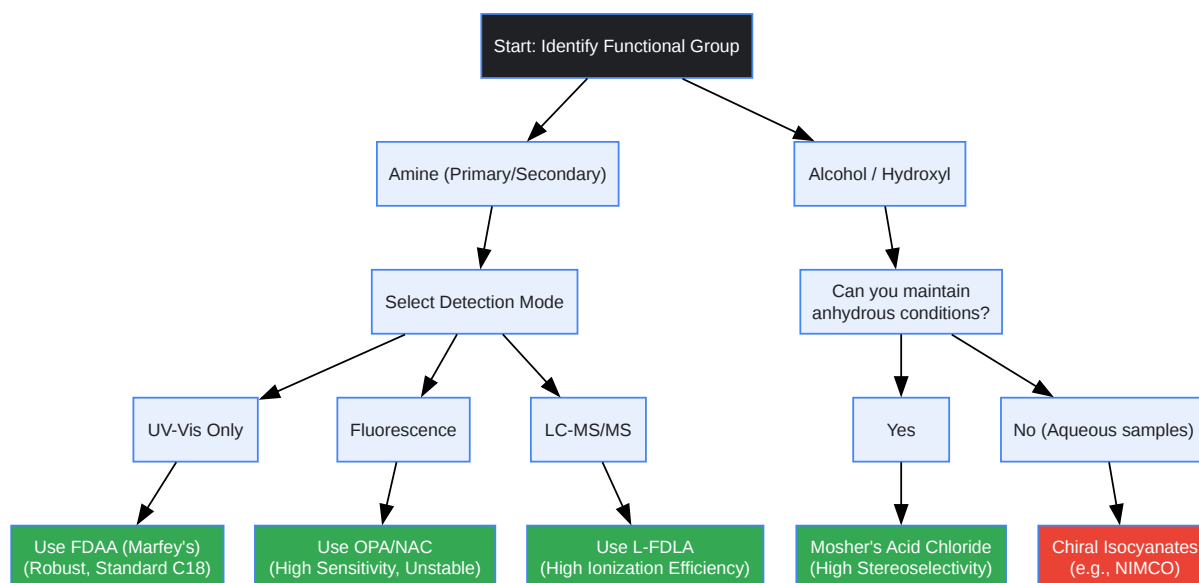 Start: Identify Functional Group
Amine (Primary/Secondary)
Alcohol / Hydroxyl
Select Detection Mode
Can you maintain
anhydrous conditions?
UV-Vis Only
Fluorescence
LC-MS/MS
Yes
No (Aqueous samples)
Use FDAA (Marfey's)
(Robust, Standard C18)
Use OPA/NAC
(High Sensitivity, Unstable)
Use L-FDLA
(High Ionization Efficiency)
Mosher's Acid Chloride
(High Stereoselectivity)
Chiral Isocyanates
(e.g., NIMCO)